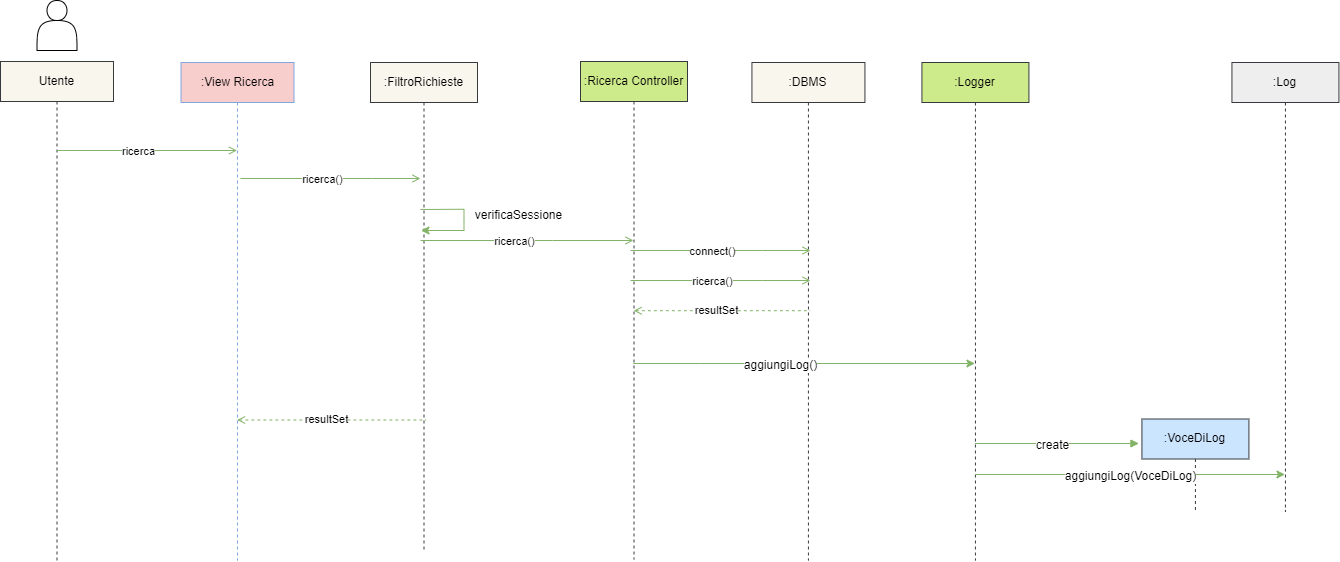 Utente
:View Ricerca
:FiltroRichieste
:Ricerca Controller
:DBMS
:Logger
:Log
ricerca
ricerca()
verificaSessione
ricerca()
connect()
ricerca()
resultSet
aggiungiLog()
resultSet
:VoceDiLog
create
aggiungiLog(VoceDiLog)